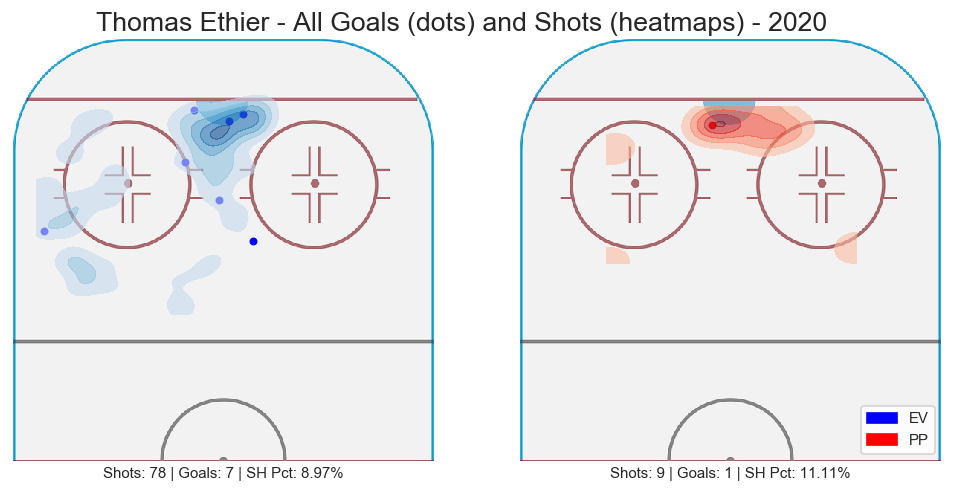 Thomas Ethier - All Goals (dots) and Shots (heatmaps) - 2020
EV
PP
Shots: 78 | Goals: 7 | SH Pct: 8.97%
Shots: 9 | Goals: 1 | SH Pct: 11.11%